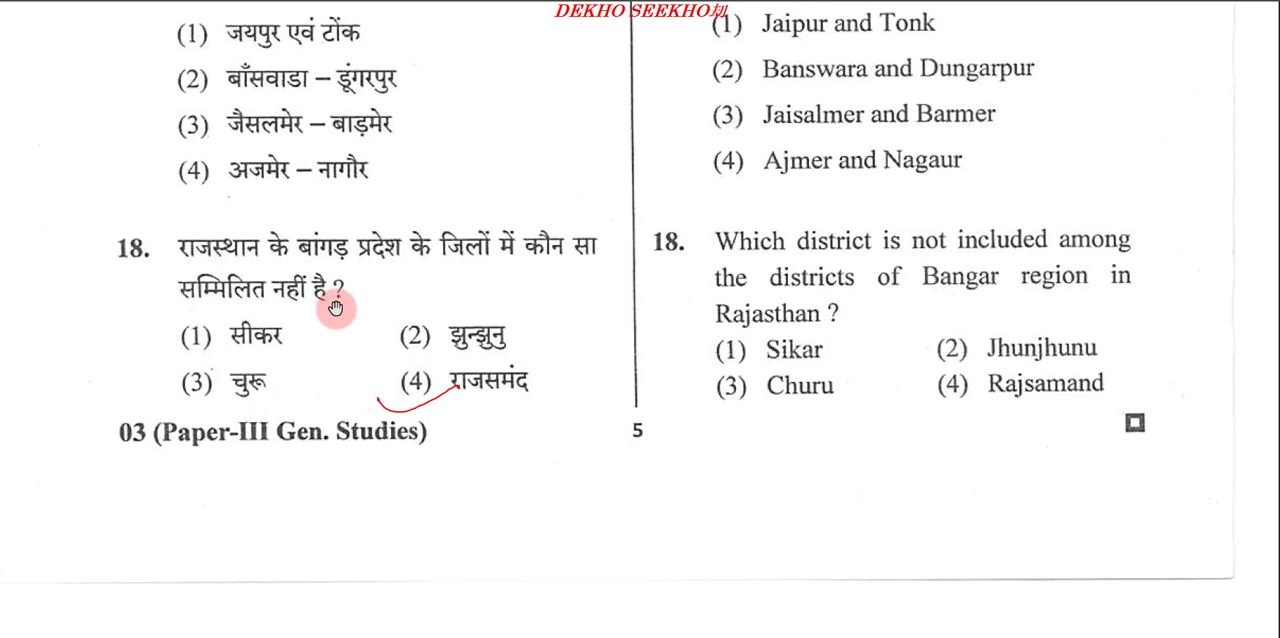 DEKHO SEEKHO
(1) जयपुर एवं टोंक
(2) बाँसवाडा – डूंगरपुर
(3) जैसलमेर – बाड़मेर
(4) अजमेर – नागौर
18. राजस्थान के बांगड़ प्रदेश के जिलों में कौन सा
सम्मिलित नहीं है ?
(1) सीकर (2) झुन्झुनु
(3) चुरू (4) राजसमंद
03 (Paper-III Gen. Studies)
5
(1) Jaipur and Tonk
(2) Banswara and Dungarpur
(3) Jaisalmer and Barmer
(4) Ajmer and Nagaur
18. Which district is not included among
the districts of Bangar region in
Rajasthan ?
(1) Sikar (2) Jhunjhunu
(3) Churu (4) Rajsamand